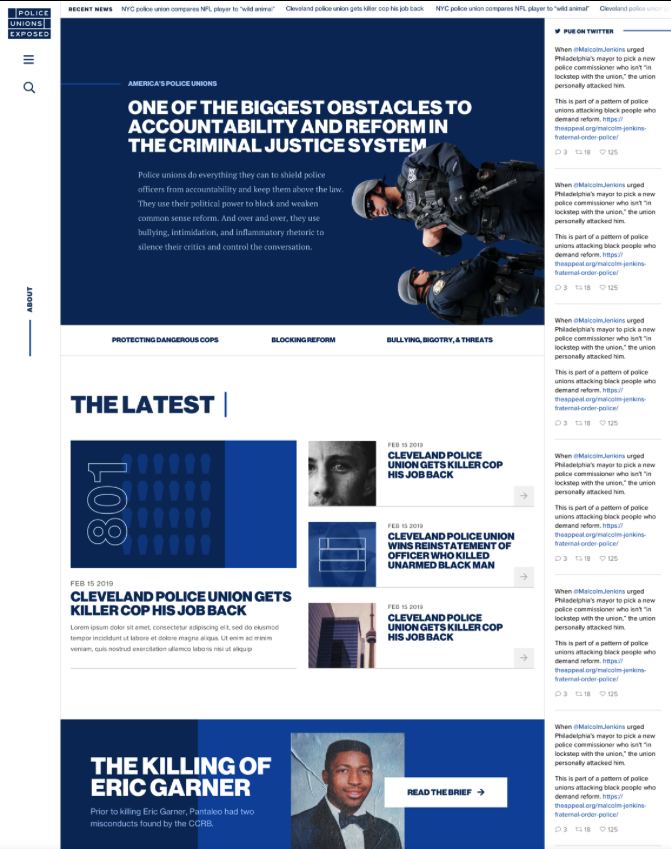 POLICE
UNIONS
EXPOSED
ABOUT
RECENT NEWS NYC police union compares NFL player to “wild animal” Cleveland police union gets killer cop his job back NYC police union compares NFL player to “wild animal” Cleveland police union
AMERICA'S POLICE UNIONS
ONE OF THE BIGGEST OBSTACLES TO
ACCOUNTABILITY AND REFORM IN
THE CRIMINAL JUSTICE SYSTEM
Police unions do everything they can to shield police
officers from accountability and keep them above the law.
They use their political power to block and weaken
common sense reform. And over and over, they use
bullying, intimidation, and inflammatory rhetoric to
silence their critics and control the conversation.
PROTECTING DANGEROUS COPS BLOCKING REFORM BULLYING, BIGOTRY, & THREATS
THE LATEST
801
FEB 15 2019
CLEVELAND POLICE UNION GETS
KILLER COP HIS JOB BACK
Lorem ipsum dolor sit amet, consectetur adipiscing elit, sed do eiusmod
tempor incididunt ut labore et dolore magna aliqua. Ut enim ad minim
veniam, quis nostrud exercitation ullamco laboris nisi ut aliquip
FEB 15 2019
CLEVELAND POLICE
UNION GETS KILLER COP
HIS JOB BACK
FEB 15 2019
CLEVELAND POLICE UNION
WINS REINSTATEMENT OF
OFFICER WHO KILLED
UNARMED BLACK MAN
FEB 15 2019
CLEVELAND POLICE
UNION GETS KILLER COP
HIS JOB BACK
THE KILLING OF
ERIC GARNER
Prior to killing Eric Garner, Pantaleo had two
misconducts found by the CCRB.
READ THE BRIEF →
PUE ON TWITTER
When @MalcolmJenkins urged
Philadelphia's mayor to pick a new
police commissioner who isn't “in
lockstep with the union,” the union
personally attacked him.
This is part of a pattern of police
unions attacking black people who
demand reform. https://
theappeal.org/malcolm-jenkins-
fraternal-order-police/
3 18 125
When @MalcolmJenkins urged
Philadelphia's mayor to pick a new
police commissioner who isn't “in
lockstep with the union,” the union
personally attacked him.
This is part of a pattern of police
unions attacking black people who
demand reform. https://
theappeal.org/malcolm-jenkins-
fraternal-order-police/
3 18 125
When @MalcolmJenkins urged
Philadelphia's mayor to pick a new
police commissioner who isn't “in
lockstep with the union,” the union
personally attacked him.
This is part of a pattern of police
unions attacking black people who
demand reform. https://
theappeal.org/malcolm-jenkins-
fraternal-order-police/
3 18 125
When @MalcolmJenkins urged
Philadelphia's mayor to pick a new
police commissioner who isn't “in
lockstep with the union,” the union
personally attacked him.
This is part of a pattern of police
unions attacking black people who
demand reform. https://
theappeal.org/malcolm-jenkins-
fraternal-order-police/
3 18 125
When @MalcolmJenkins urged
Philadelphia's mayor to pick a new
police commissioner who isn't “in
lockstep with the union,” the union
personally attacked him.
This is part of a pattern of police
unions attacking black people who
demand reform. https://
theappeal.org/malcolm-jenkins-
fraternal-order-police/
3 18 125
When @MalcolmJenkins urged
Philadelphia's mayor to pick a new
police commissioner who isn't “in
lockstep with the union,” the union
personally attacked him.
This is part of a pattern of police
unions attacking black people who
demand reform. https://
theappeal.org/malcolm-jenkins-
fraternal-order-police/
3 18 125